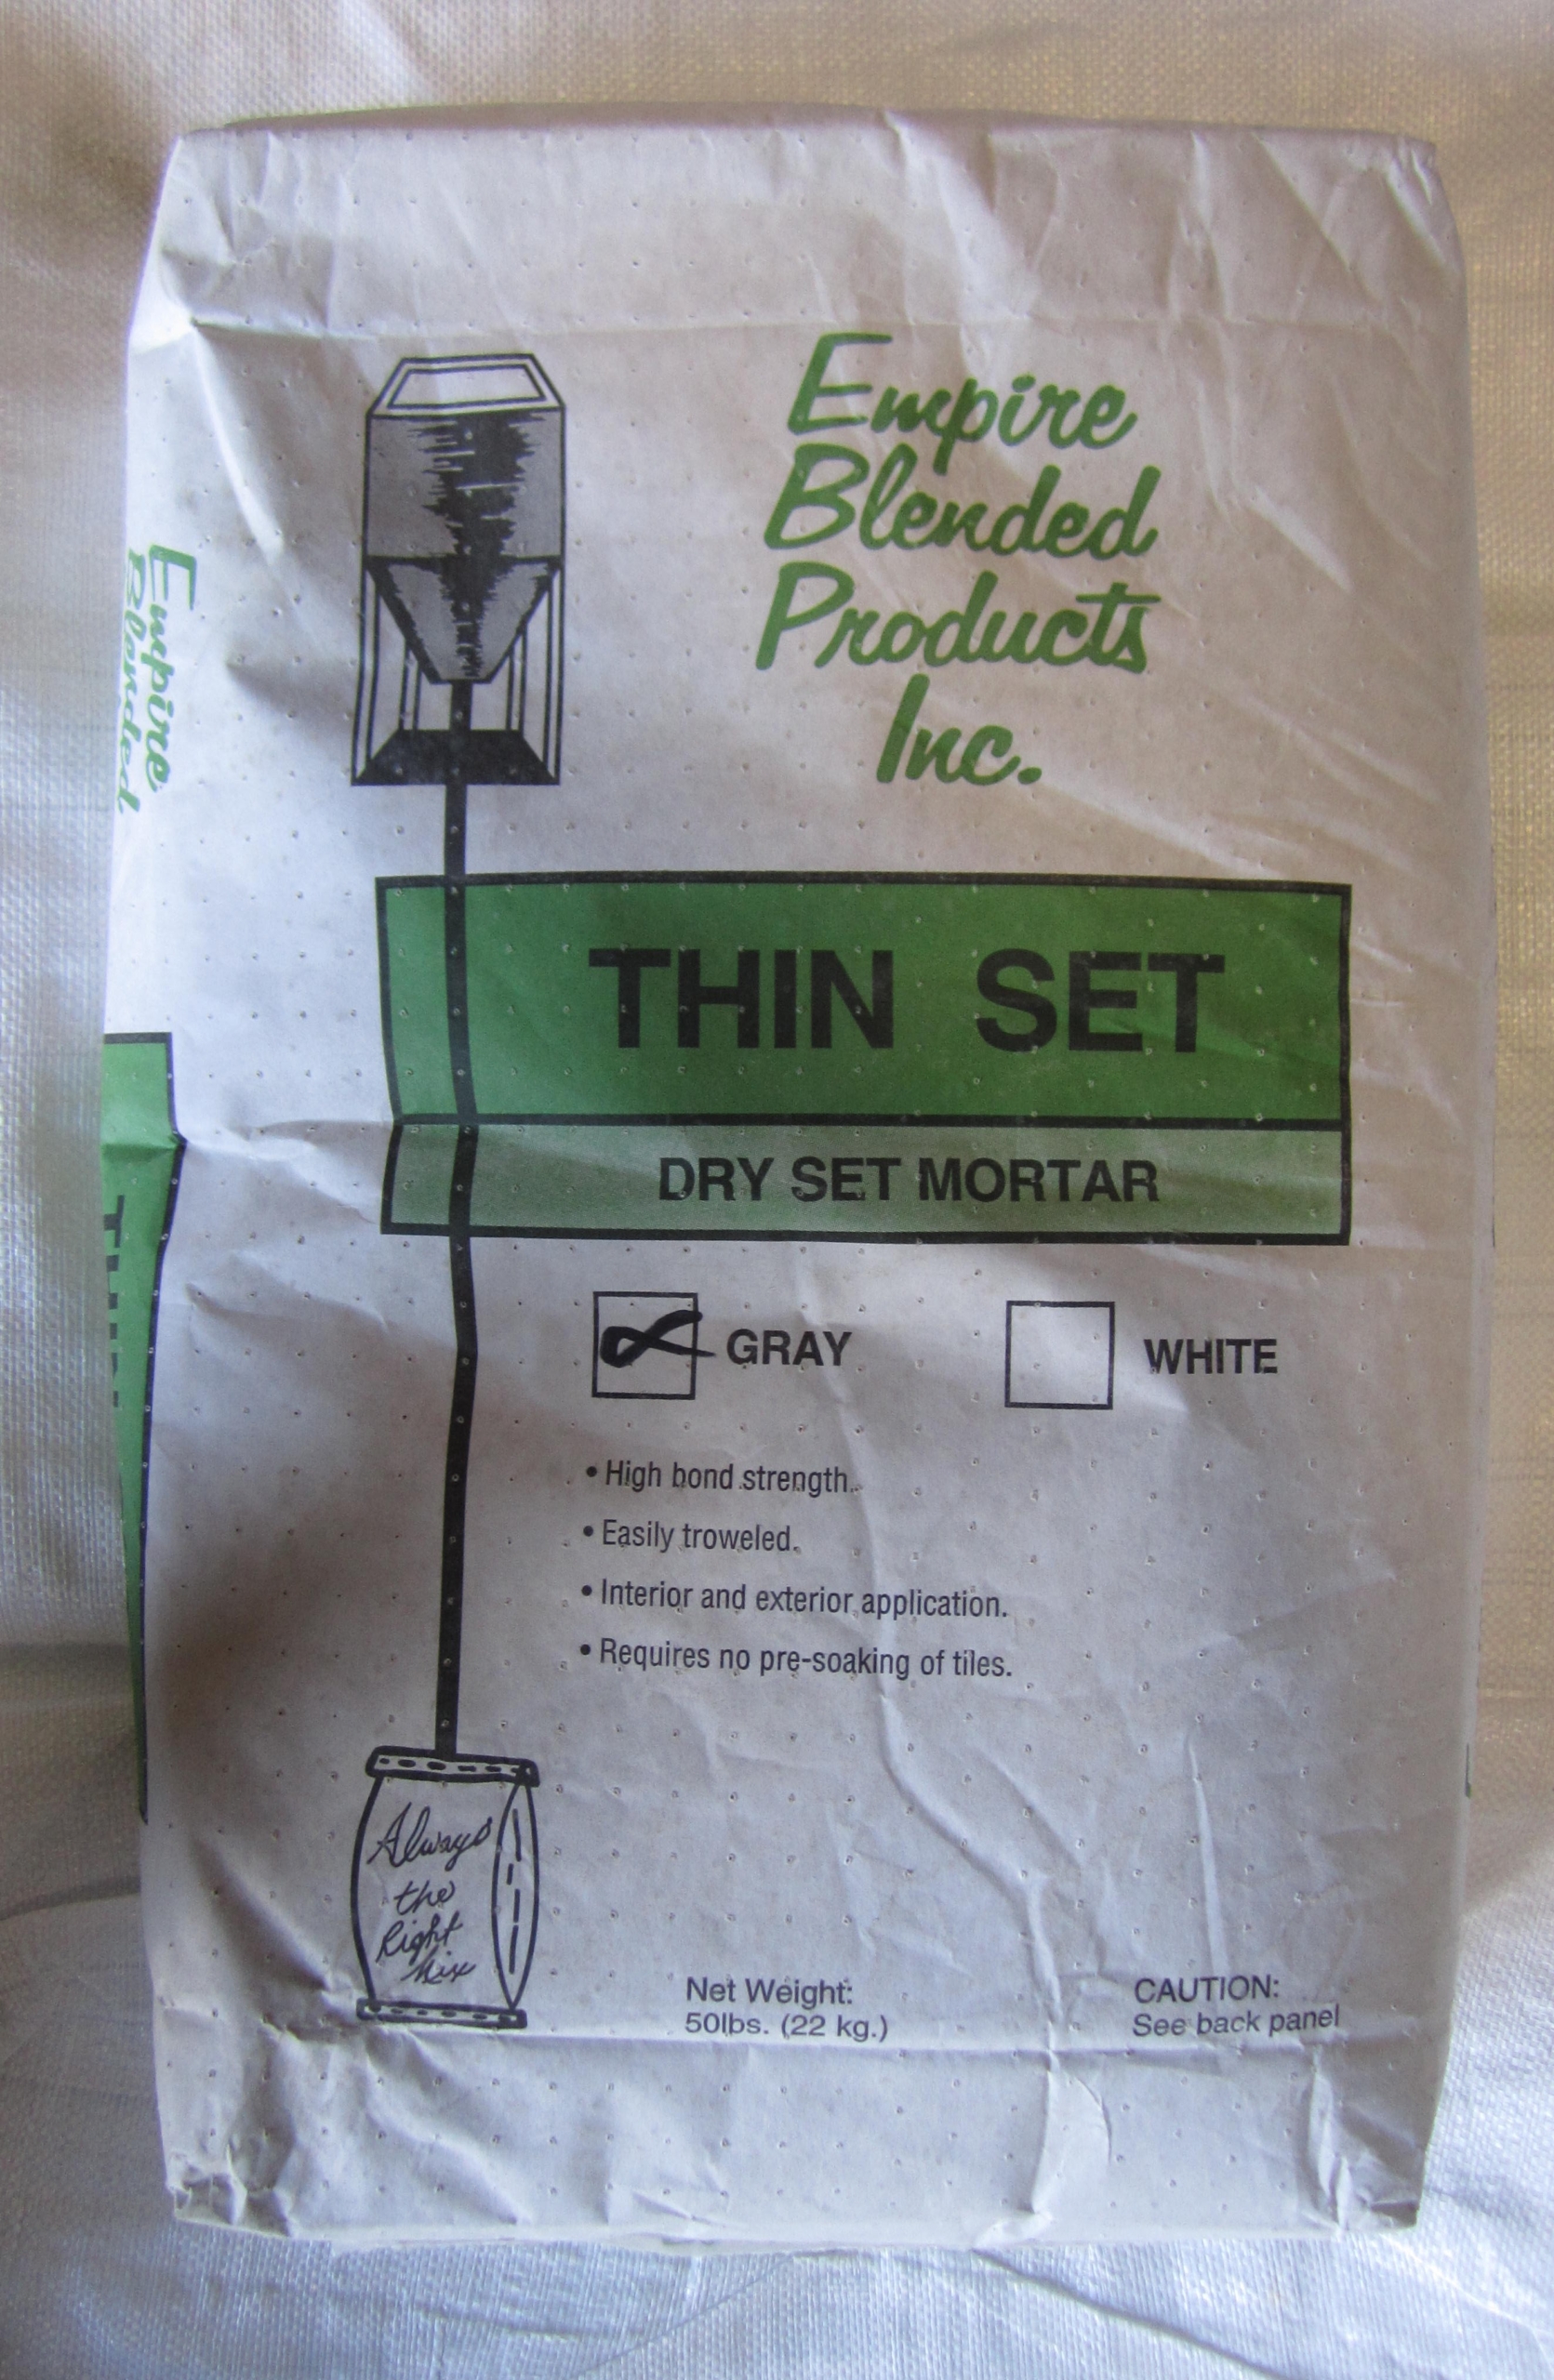 Empire
Blended
Products
Inc.
Empire
Blended
THIN SET
DRY SET MORTAR
GRAY
WHITE
• High bond strength.
• Easily troweled.
• Interior and exterior application.
• Requires no pre-soaking of tiles.
Always
the
Right
Mix
Net Weight:
50lbs. (22 kg.)
CAUTION:
See back panel